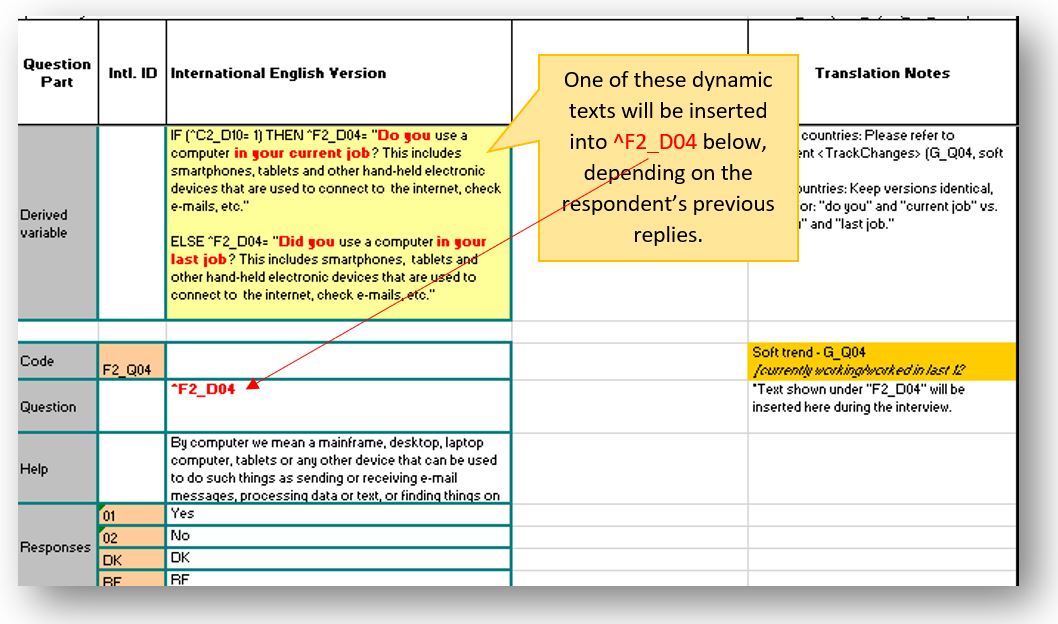 Question Part
Intl. ID
International English Version
Translation Notes
Derived variable
IF (^C2_D10= 1) THEN ^F2_D04= "Do you use a
computer in your current job? This includes
smartphones, tablets and other hand-held electronic
devices that are used to connect to the internet, check
e-mails, etc."
ELSE ^F2_D04= "Did you use a computer in your
last job? This includes smartphones, tablets and
other hand-held electronic devices that are used to
connect to the internet, check e-mails, etc."
One of these dynamic
texts will be inserted
into ^F2_D04 below,
depending on the
respondent's previous
replies.
countries: Please refer to
<TrackChanges> (G_Q04, soft
Keep versions identical,
"do you" and "current job" vs.
and "last job."
Code
F2_Q04
Soft trend - G_Q04
[currently working/worked in last 12
Question
^F2_D04
*Text shown under "F2_D04" will be
inserted here during the interview.
Help
By computer we mean a mainframe, desktop, laptop
computer, tablets or any other device that can be used
to do such things as sending or receiving e-mail
messages, processing data or text, or finding things on
Responses
01 Yes
02 No
DK DK
RF RF